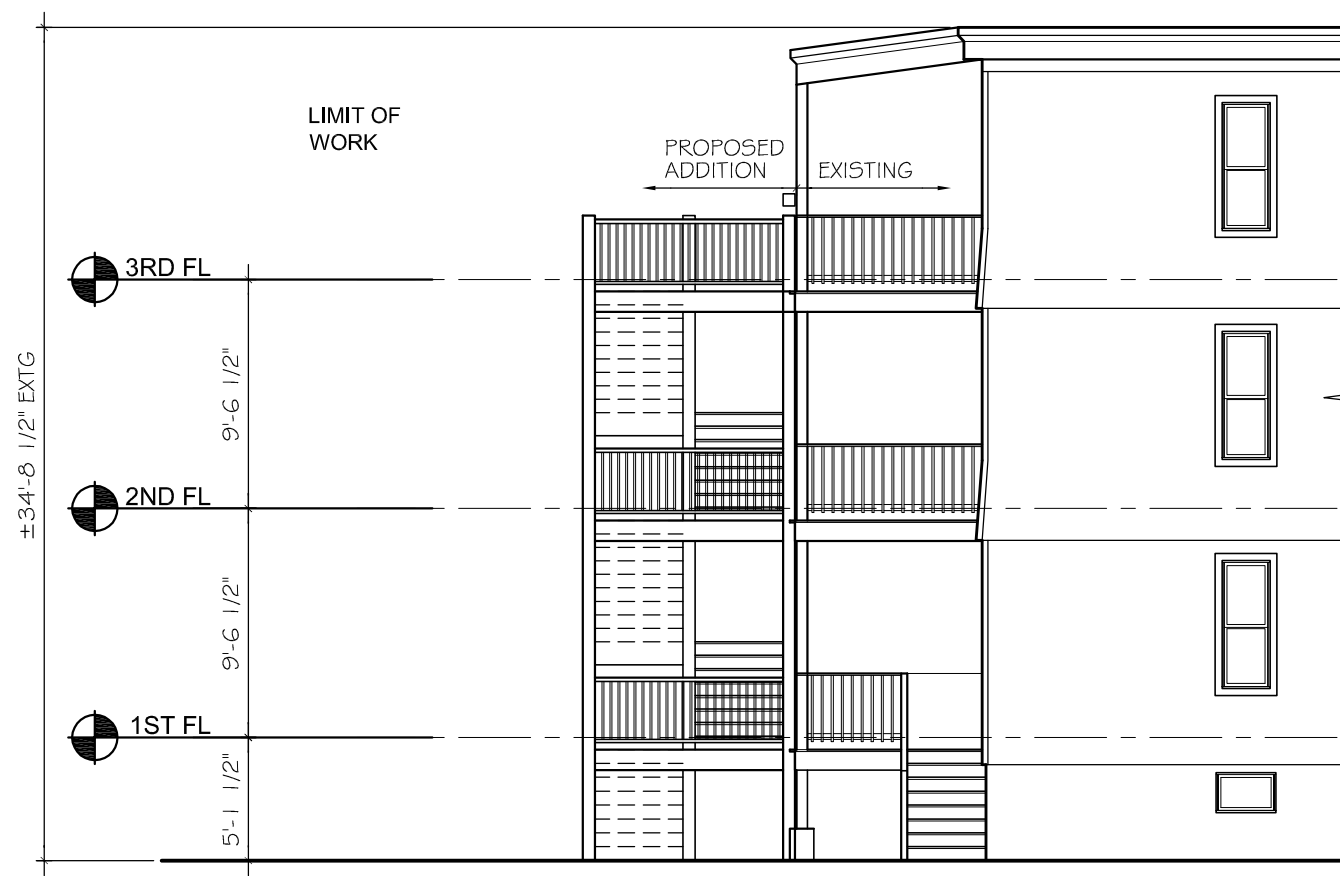 LIMIT OF
WORK
PROPOSED
ADDITION
EXISTING
3RD FL
9'-6 1/2"
±34'-8 1/2" EXTG
2ND FL
9'-6 1/2"
1ST FL
5'-1 1/2"